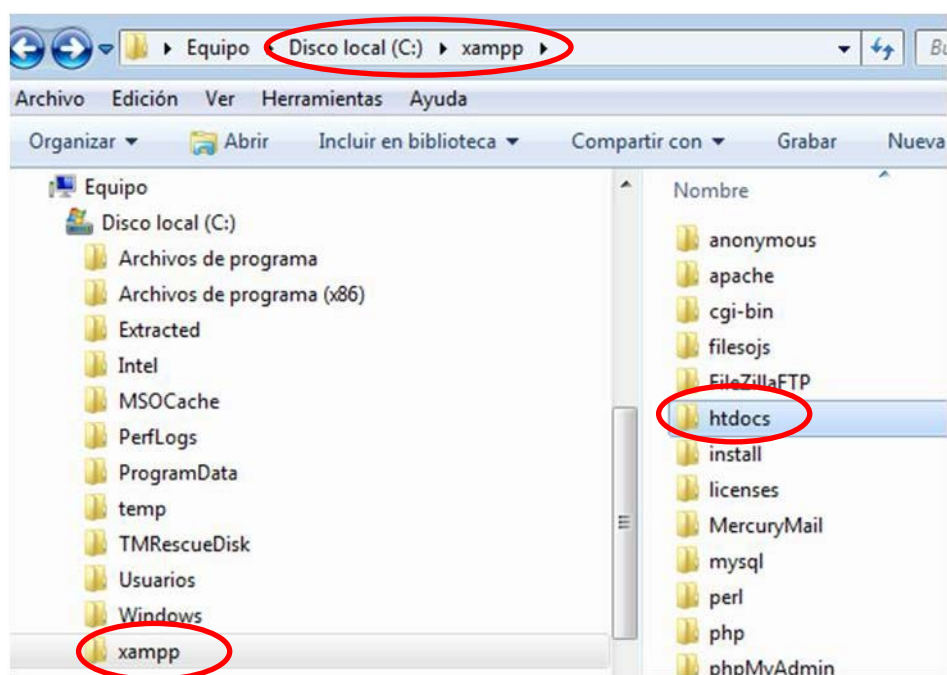 Equipo Disco local (C:) xampp
Archivo Edición Ver Herramientas Ayuda
Organizar Abrir Incluir en biblioteca Compartir con Grabar Nueva
Equipo
Disco local (C:)
Archivos de programa
Archivos de programa (x86)
Extracted
Intel
MSOCache
PerfLogs
ProgramData
temp
TMRescueDisk
Usuarios
Windows
xampp
Nombre
anonymous
apache
cgi-bin
filesojs
FileZillaFTP
htdocs
install
licenses
MercuryMail
mysql
perl
php
phpMyAdmin